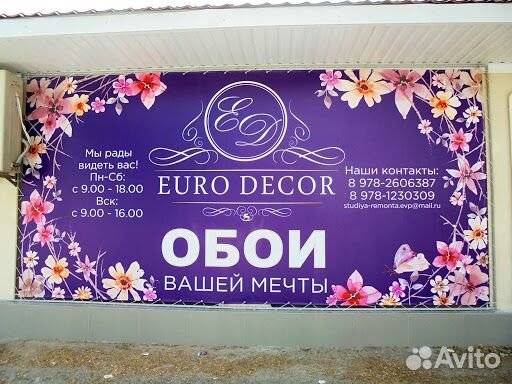 ED
Мы рады
видеть вас!
Пн-Сб:
с 9.00 - 18.00
Вск:
с 9.00 - 16.00
EURO DECOR
Наши контакты:
8 978-2606387
8 978-1230309
studiya-remonta.evp@mail.ru
ОБОИ
ВАШЕЙ МЕЧТЫ
Avito